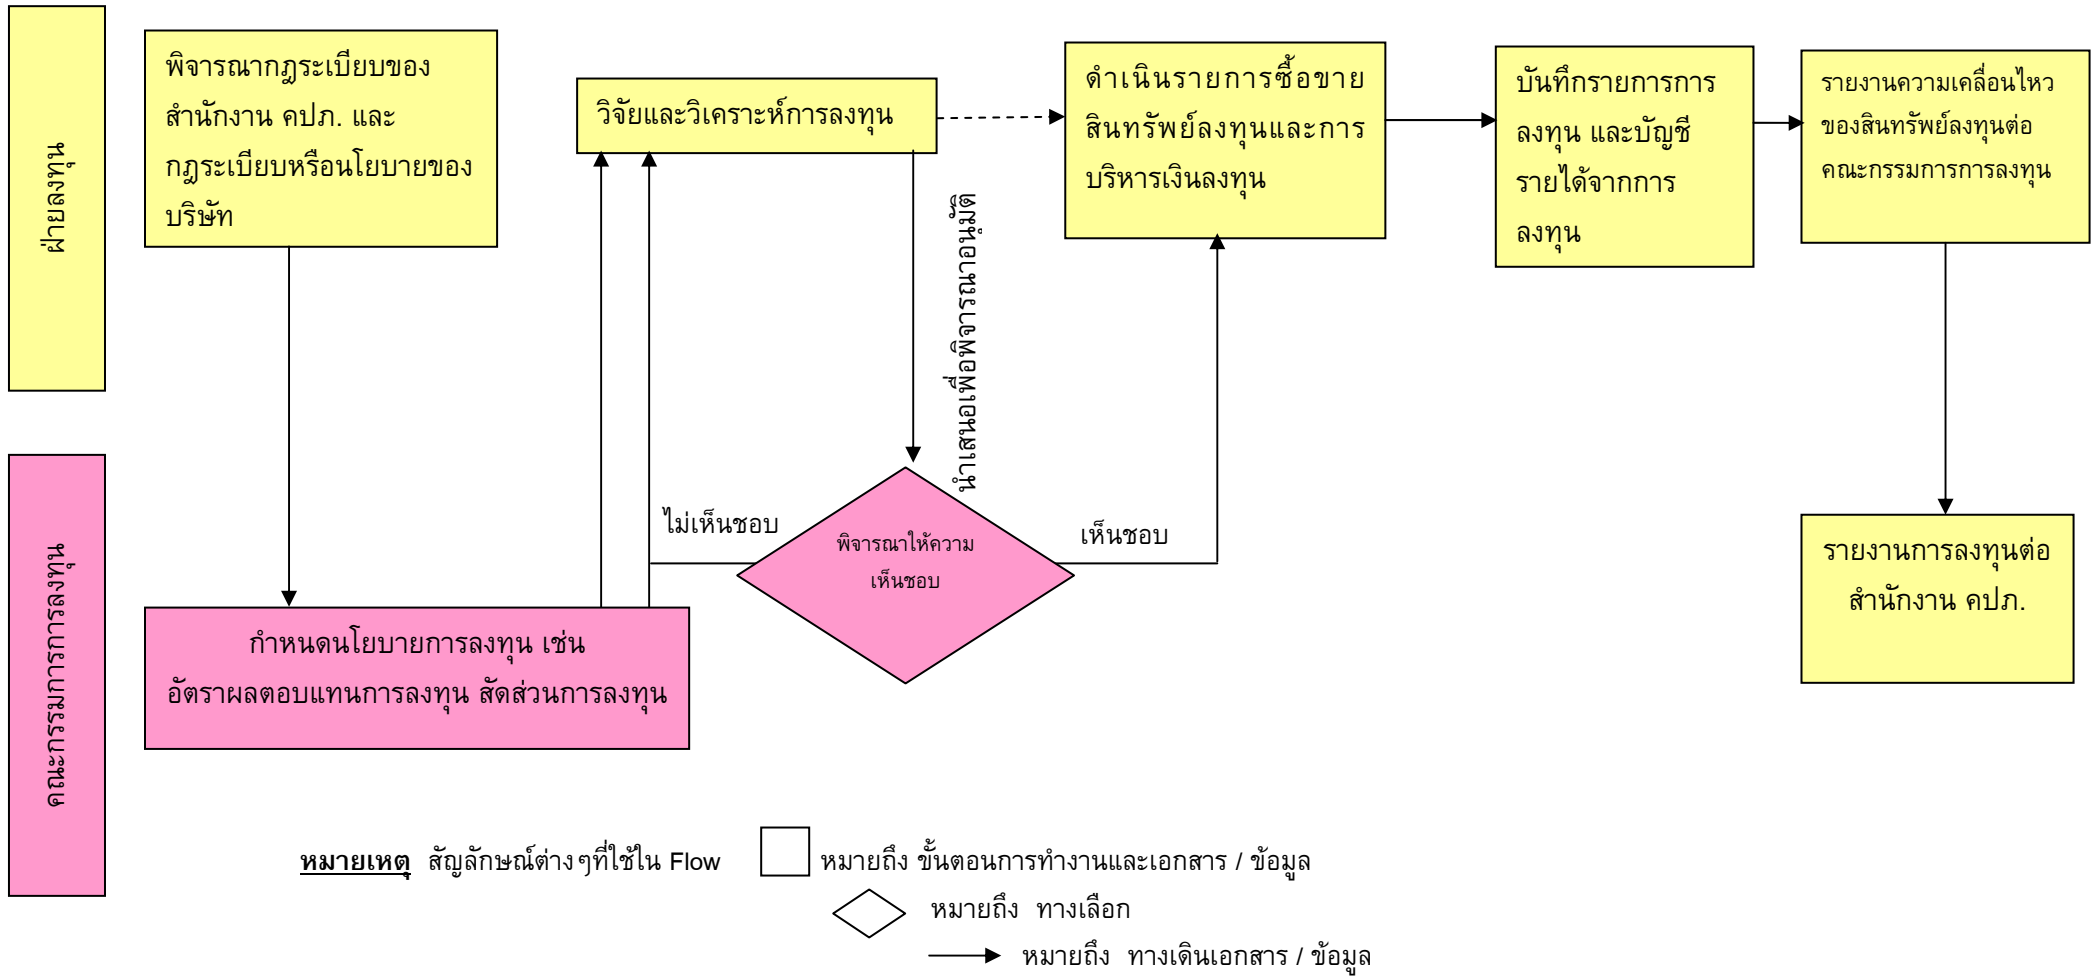 ฝ่ายลงทุน
พิจารณากฎระเบียบของ
สำนักงาน คปภ. และ
กฎระเบียบหรือนโยบายของ
บริษัท
วิจัยและวิเคราะห์การลงทุน
ดำเนินรายการซื้อขาย
สินทรัพย์ลงทุนและการ
บริหารเงินลงทุน
บันทึกรายการการ
ลงทุน และบัญชี
รายได้จากการ
ลงทุน
รายงานความเคลื่อนไหว
ของสินทรัพย์ลงทุนต่อ
คณะกรรมการการลงทุน
นำเสนอเพื่อพิจารณาอนุมัติ
คณะกรรมการการลงทุน
ไม่เห็นชอบ
พิจารณาให้ความ
เห็นชอบ
เห็นชอบ
รายงานการลงทุนต่อ
สำนักงาน คปภ.
กำหนดนโยบายการลงทุน เช่น
อัตราผลตอบแทนการลงทุน สัดส่วนการลงทุน
หมายเหตุ สัญลักษณ์ต่าง ๆที่ใช้ใน Flow หมายถึง ขั้นตอนการทำงานและเอกสาร / ข้อมูล
หมายถึง ทางเลือก
หมายถึง ทางเดินเอกสาร / ข้อมูล